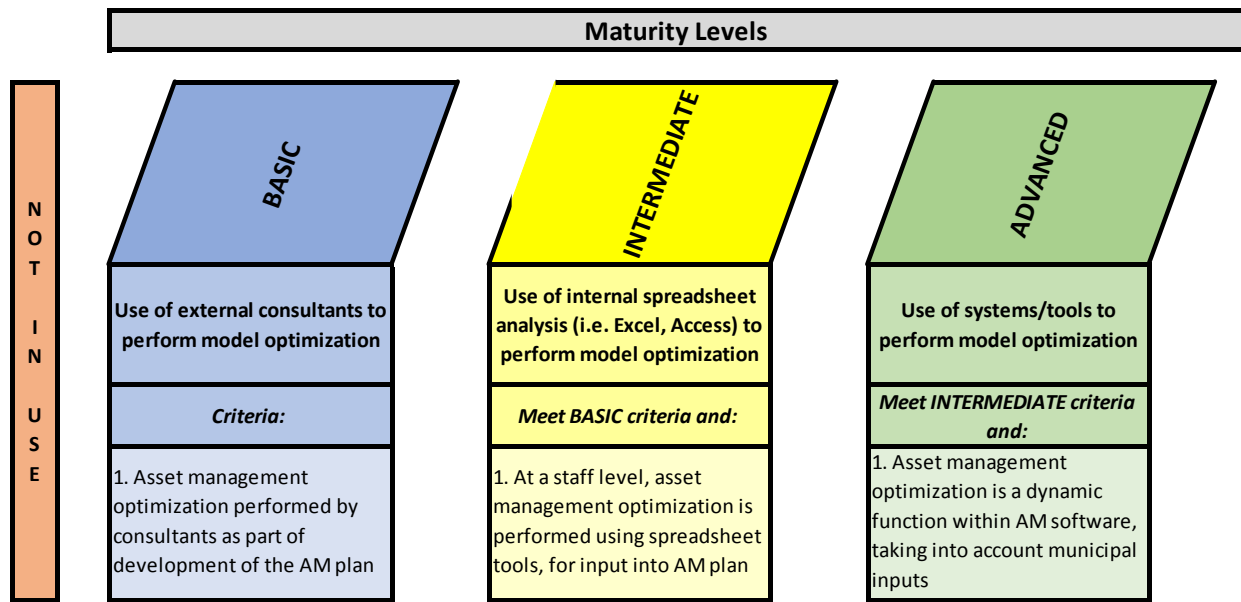 Maturity Levels
NOT IN USE
BASIC
Use of external consultants to
perform model optimization
Criteria:
1. Asset management
optimization performed by
consultants as part of
development of the AM plan
INTERMEDIATE
Use of internal spreadsheet
analysis (i.e. Excel, Access) to
perform model optimization
Meet BASIC criteria and:
1. At a staff level, asset
management optimization is
performed using spreadsheet
tools, for input into AM plan
ADVANCED
Use of systems/tools to
perform model optimization
Meet INTERMEDIATE criteria
and:
1. Asset management
optimization is a dynamic
function within AM software,
taking into account municipal
inputs